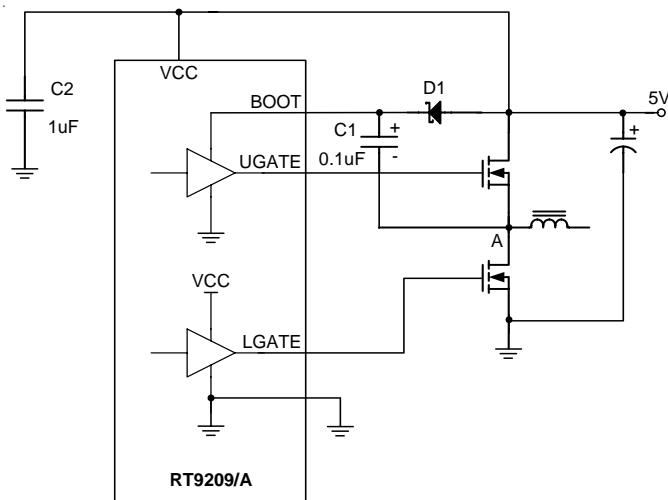 VCC
C2
1uF
BOOT
D1
5V
C1
+
-
0.1uF
+
UGATE
A
VCC
LGATE
RT9209/A